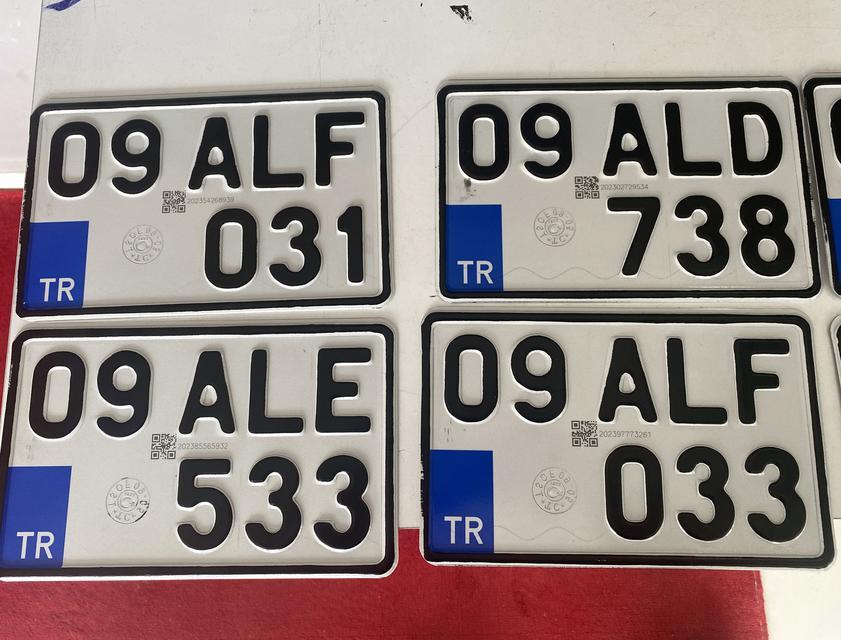 09 ALF
202354268939
031
TR
09 ALD
202302729534
738
TR
09 ALE
202385565932
533
TR
09 ALF
202397773261
033
TR